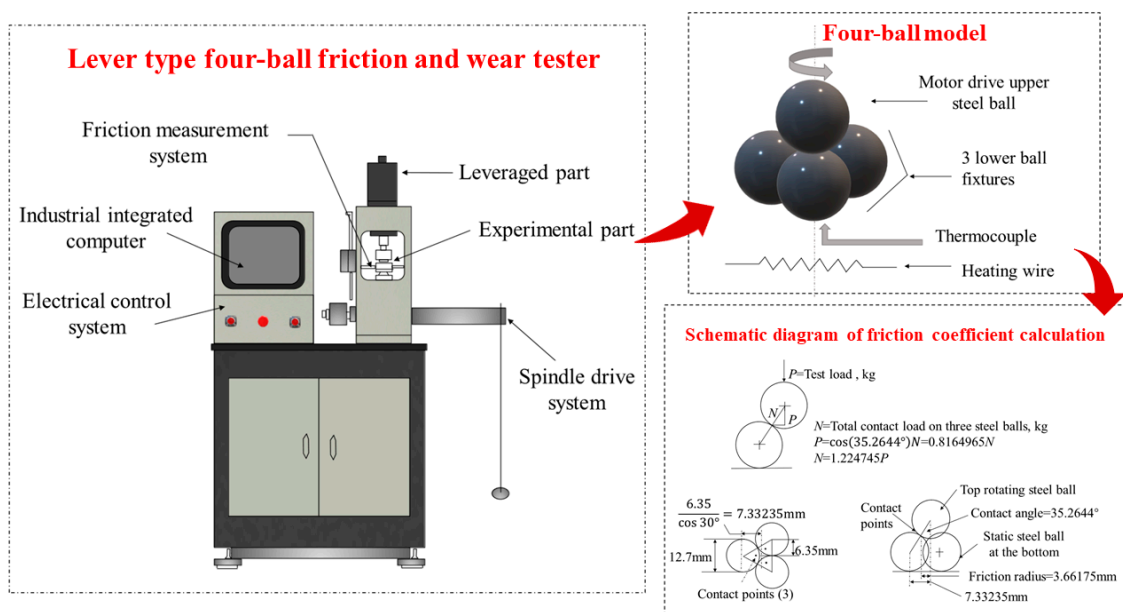 Lever type four-ball friction and wear tester
Friction measurement
system
Leveraged part
Industrial integrated
computer
Experimental part
Electrical control
system
Spindle drive
system
Four-ball model
Motor drive upper
steel ball
3 lower ball
fixtures
Thermocouple
Heating wire
Schematic diagram of friction coefficient calculation
P=Test load , kg
N
P
N=Total contact load on three steel balls, kg
P=cos(35.2644°)N=0.8164965N
N=1.224745P
6.35
cos 30°
= 7.33235mm
12.7mm
6.35mm
Contact points (3)
Top rotating steel ball
Contact
points
Contact angle=35.2644°
Static steel ball
at the bottom
Friction radius=3.66175mm
7.33235mm